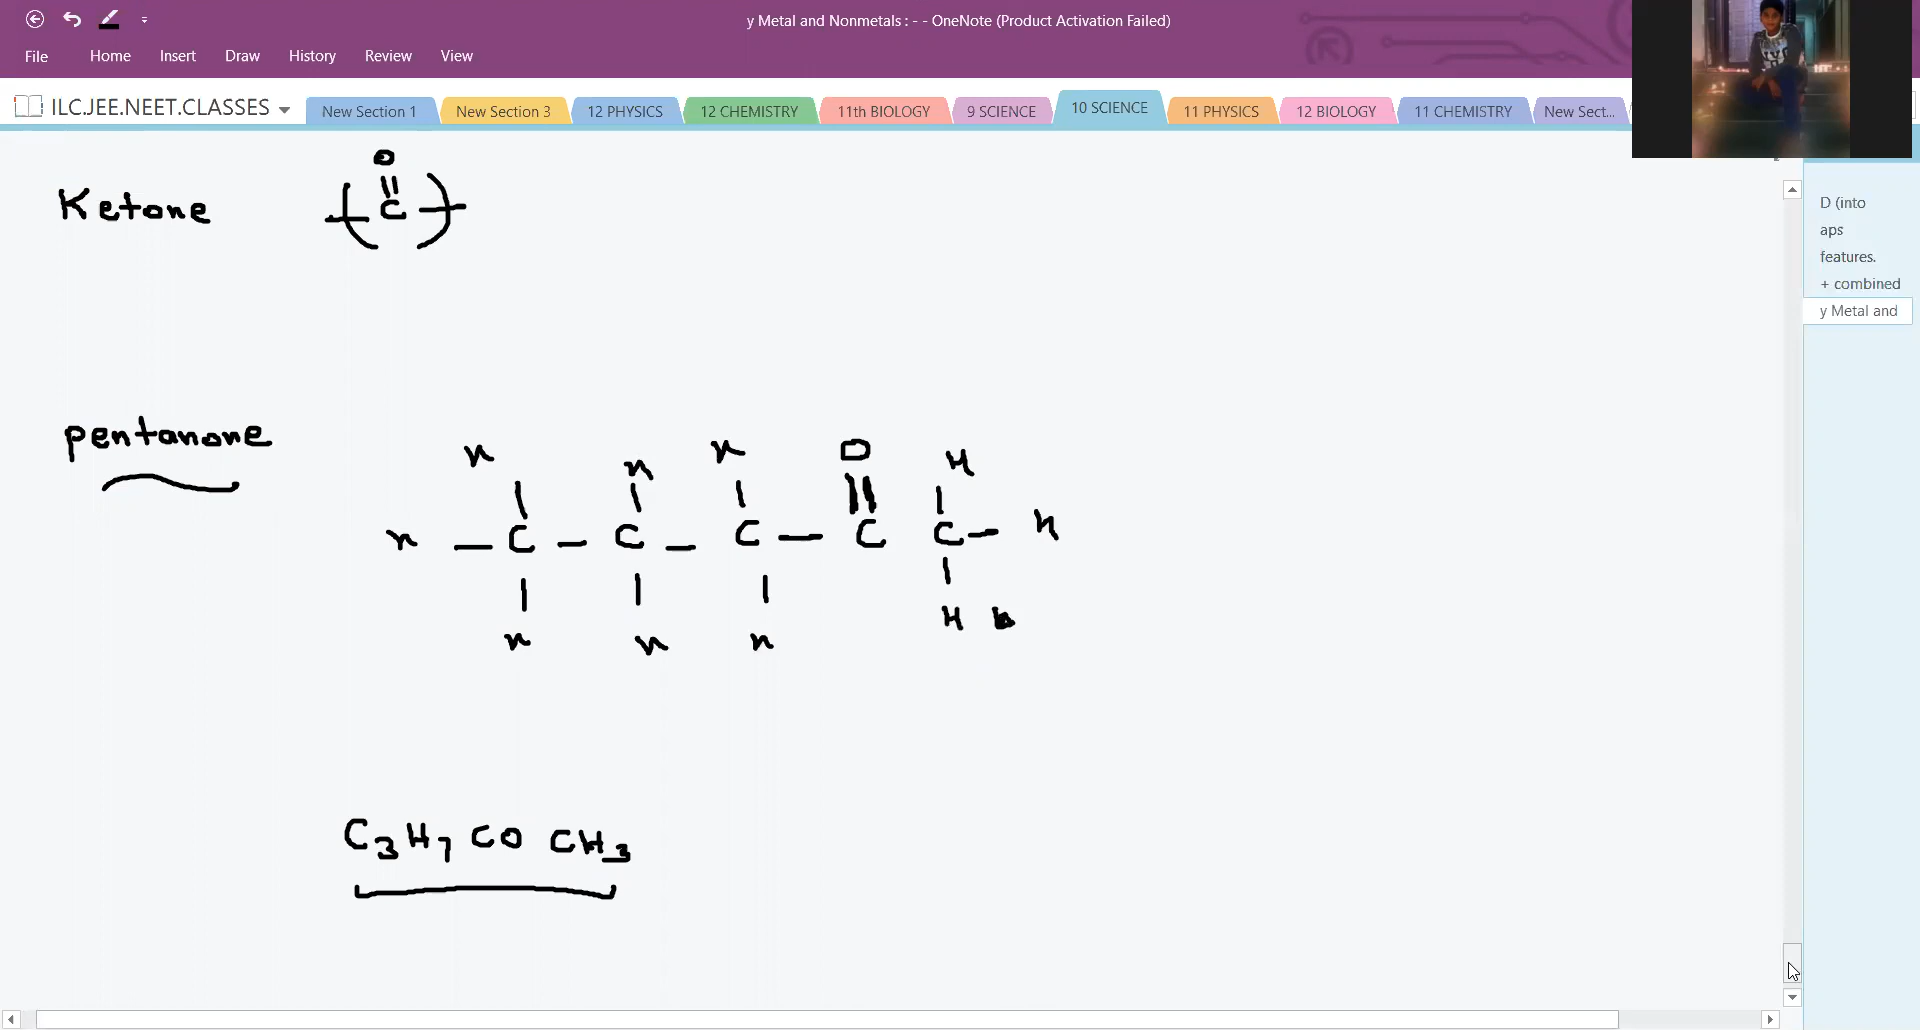 y Metal and Nonmetals : - - OneNote (Product Activation Failed)
File Home Insert Draw History Review View
ILC.JEE.NEET.CLASSES New Section 1 New Section 3 12 PHYSICS 12 CHEMISTRY 11th BIOLOGY 9 SCIENCE 10 SCIENCE 11 PHYSICS 12 BIOLOGY 11 CHEMISTRY New Sect...
D (into
aps
features.
+ combined
y Metal and
O
Ketone C
pentanone
H H H O H
H C C C C C H
H H H H
C3H7 CO CH3